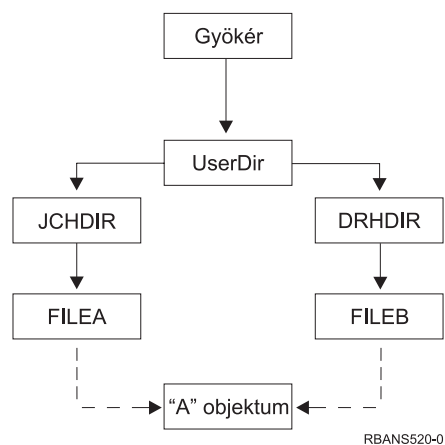 Gyökér
UserDir
JCHDIR
DRHDIR
FILEA
FILEB
“A” objektum
RBANS520-0